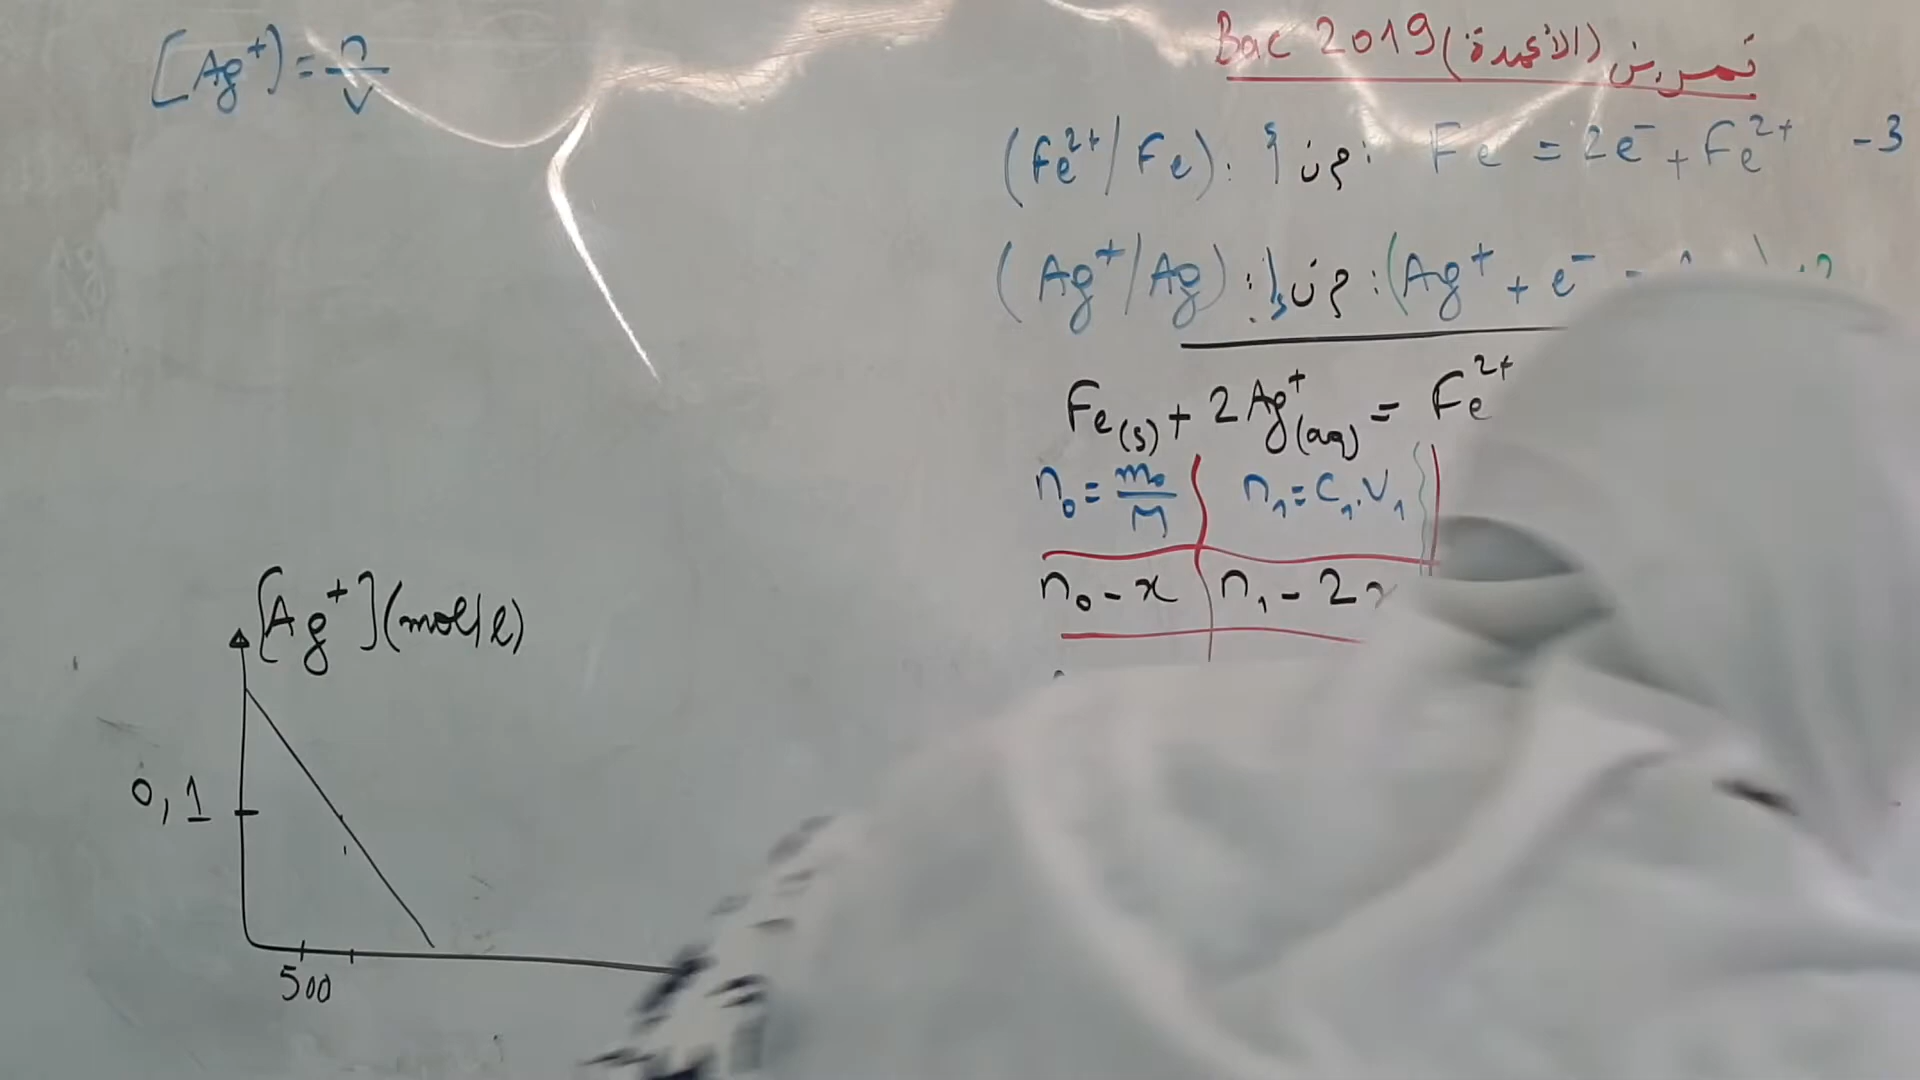 تمرين (الأعمدة) Bac 2019
[Ag⁺) = n/V
(Fe²⁺/Fe) : Fe = 2e⁻ + Fe²⁺ -3
(Ag⁺/Ag) : (Ag⁺ + e⁻
Fe(s) + 2Ag⁺(aq) = Fe²⁺
n₀ = m₀/M n₁ = C₁.V₁
n₀ - x n₁ - 2x
[Ag⁺](mol/l)
0,1
500